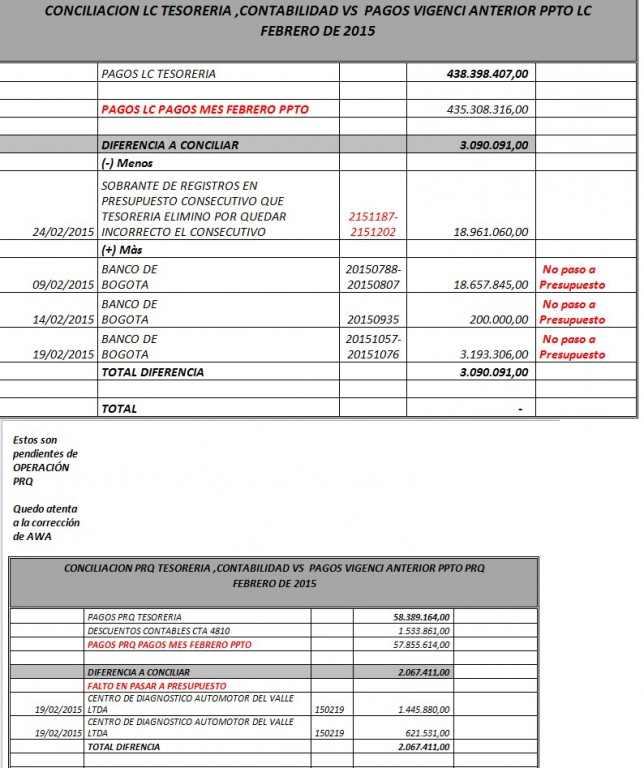 CONCILIACION LC TESORERIA ,CONTABILIDAD VS PAGOS VIGENCI ANTERIOR PPTO LC
FEBRERO DE 2015
PAGOS LC TESORERIA 438.398.407,00
PAGOS LC PAGOS MES FEBRERO PPTO 435.308.316,00
DIFERENCIA A CONCILIAR 3.090.091,00
(-) Menos
SOBRANTE DE REGISTROS EN
PRESUPUESTO CONSECUTIVO QUE
TESORERIA ELIMINO POR QUEDAR 2151187-
24/02/2015 INCORRECTO EL CONSECUTIVO 2151202 18.961.060,00
(+) Màs
BANCO DE 20150788- No paso a
09/02/2015 BOGOTA 20150807 18.657.845,00 Presupuesto
BANCO DE No paso a
14/02/2015 BOGOTA 20150935 200.000,00 Presupuesto
BANCO DE 20151057- No paso a
19/02/2015 BOGOTA 20151076 3.193.306,00 Presupuesto
TOTAL DIFERENCIA 3.090.091,00
TOTAL -
Estos son
pendientes de
OPERACIÓN
PRQ
Quedo atenta
a la corrección
de AWA
CONCILIACION PRQ TESORERIA ,CONTABILIDAD VS PAGOS VIGENCI ANTERIOR PPTO PRQ
FEBRERO DE 2015
PAGOS PRQ TESORERIA 58.389.164,00
DESCUENTOS CONTABLES CTA 4810 1.533.861,00
PAGOS PRQ PAGOS MES FEBRERO PPTO 57.855.614,00
DIFERENCIA A CONCILIAR 2.067.411,00
FALTO EN PASAR A PRESUPUESTO
CENTRO DE DIAGNOSTICO AUTOMOTOR DEL VALLE
19/02/2015 LTDA 150219 1.445.880,00
CENTRO DE DIAGNOSTICO AUTOMOTOR DEL VALLE
19/02/2015 LTDA 150219 621.531,00
TOTAL DIFRENCIA 2.067.411,00